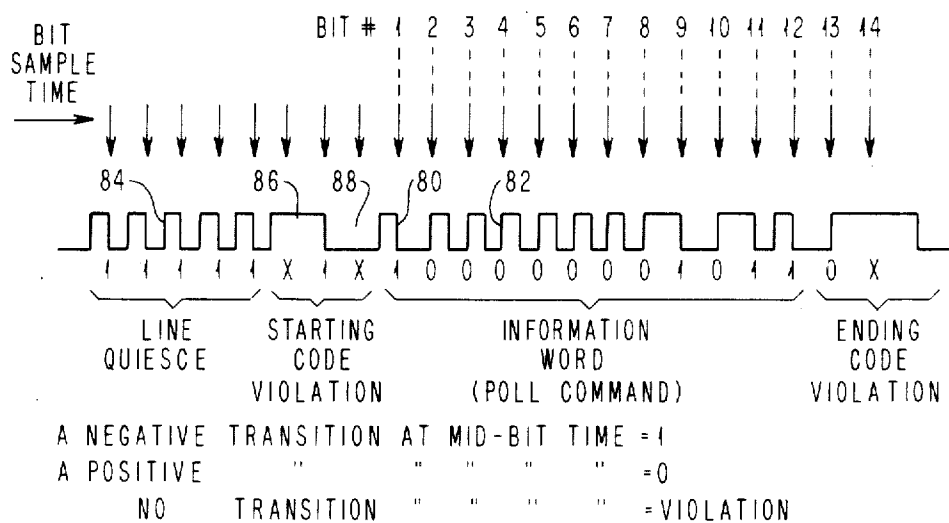 BIT SAMPLE TIME
BIT # 1 2 3 4 5 6 7 8 9 10 11 12 13 14
84 86 88 80 82
1 1 1 1 1 X 1 X 1 0 0 0 0 0 0 0 1 0 1 1 0 X
LINE QUIESCE
STARTING CODE VIOLATION
INFORMATION WORD (POLL COMMAND)
ENDING CODE VIOLATION
A NEGATIVE TRANSITION AT MID-BIT TIME = 1
A POSITIVE " " " " " = 0
NO TRANSITION " " " " = VIOLATION